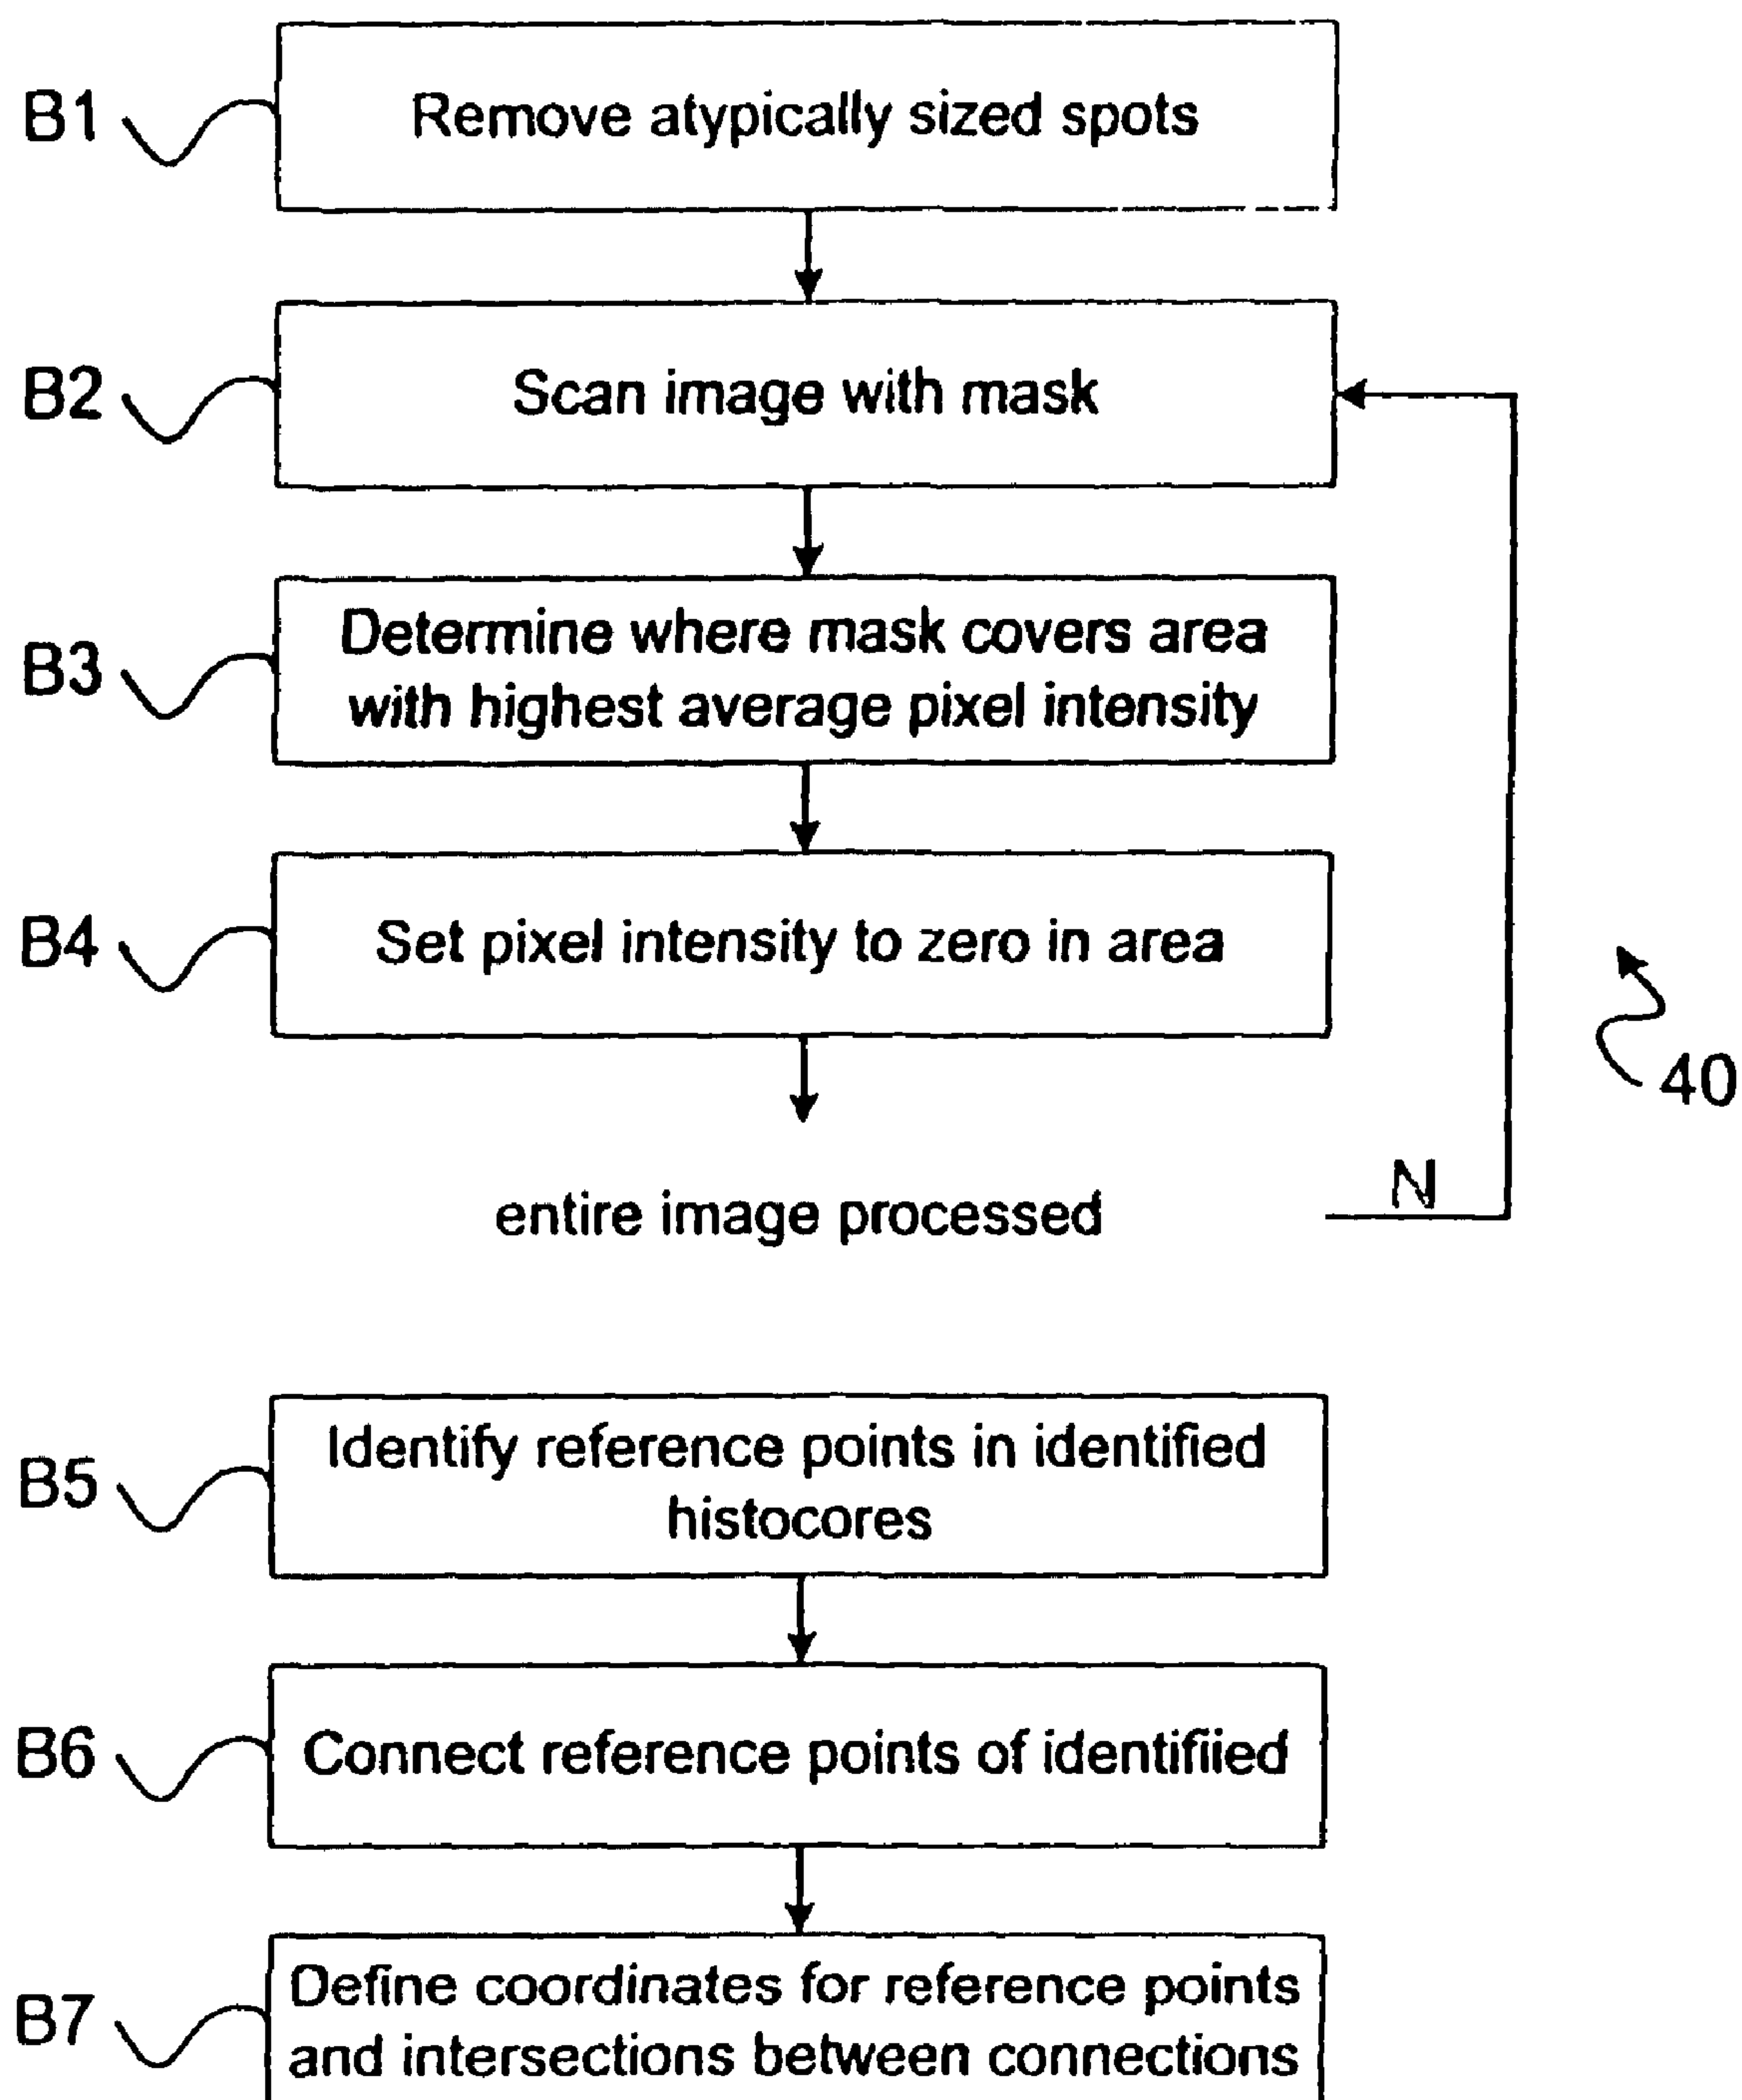 B1
Remove atypically sized spots
B2
Scan image with mask
B3
Determine where mask covers area
with highest average pixel intensity
B4
Set pixel intensity to zero in area
40
N
entire image processed
B5
Identify reference points in identified
histocores
B6
Connect reference points of identifiied
B7
Define coordinates for reference points
and intersections between connections